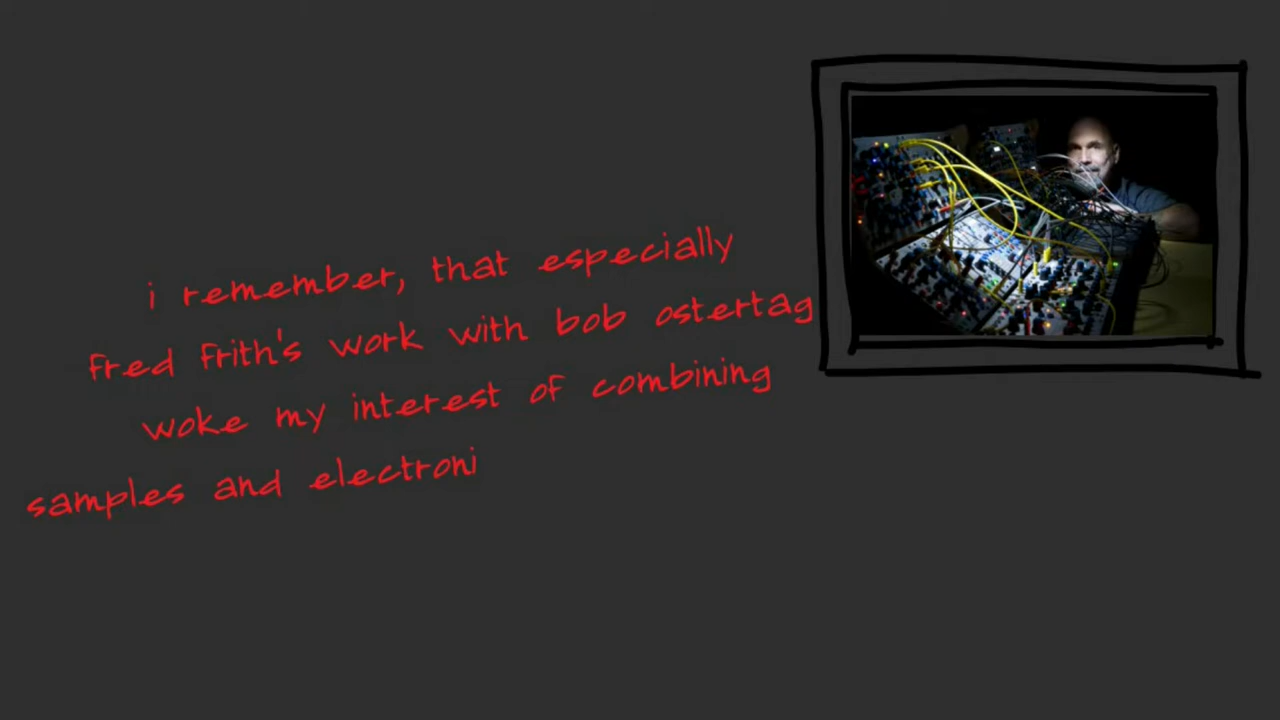 i remember, that especially
fred frith's work with bob ostertag
woke my interest of combining
samples and electroni